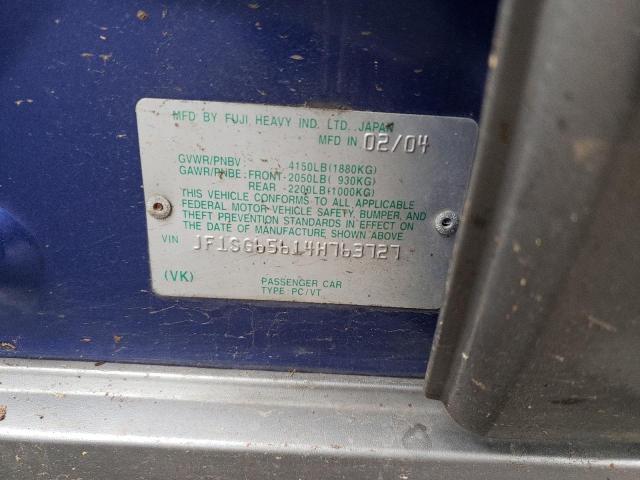 MFD BY FUJI HEAVY IND. LTD. JAPAN
MFD IN 02/04
GVWR/PNBV 4150LB(1880KG)
GAWR/PNBE: FRONT-2050LB( 930KG)
REAR -2200LB(1000KG)
THIS VEHICLE CONFORMS TO ALL APPLICABLE
FEDERAL MOTOR VEHICLE SAFETY, BUMPER, AND
THEFT PREVENTION STANDARDS IN EFFECT ON
THE DATE OF MANUFACTURE SHOWN ABOVE
VIN JF1SG65614H763727
(VK) PASSENGER CAR
TYPE: PC/VT